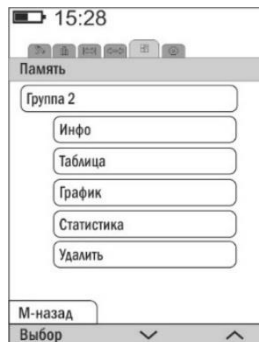 15:28
Память
Группа 2
Инфо
Таблица
График
Статистика
Удалить
М-назад
Выбор